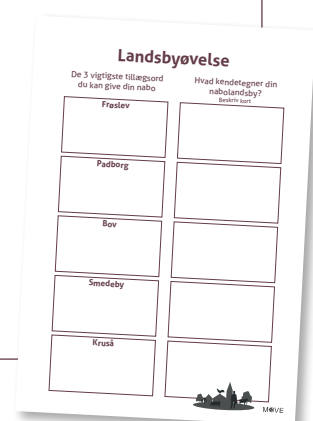 Landsbyøvelse
De 3 vigtigste tillægsord
du kan give din nabo
Hvad kendetegner din
nabolandsby?
Beskriv kort
Frøslev
Padborg
Bov
Smedeby
Kruså
MOVE